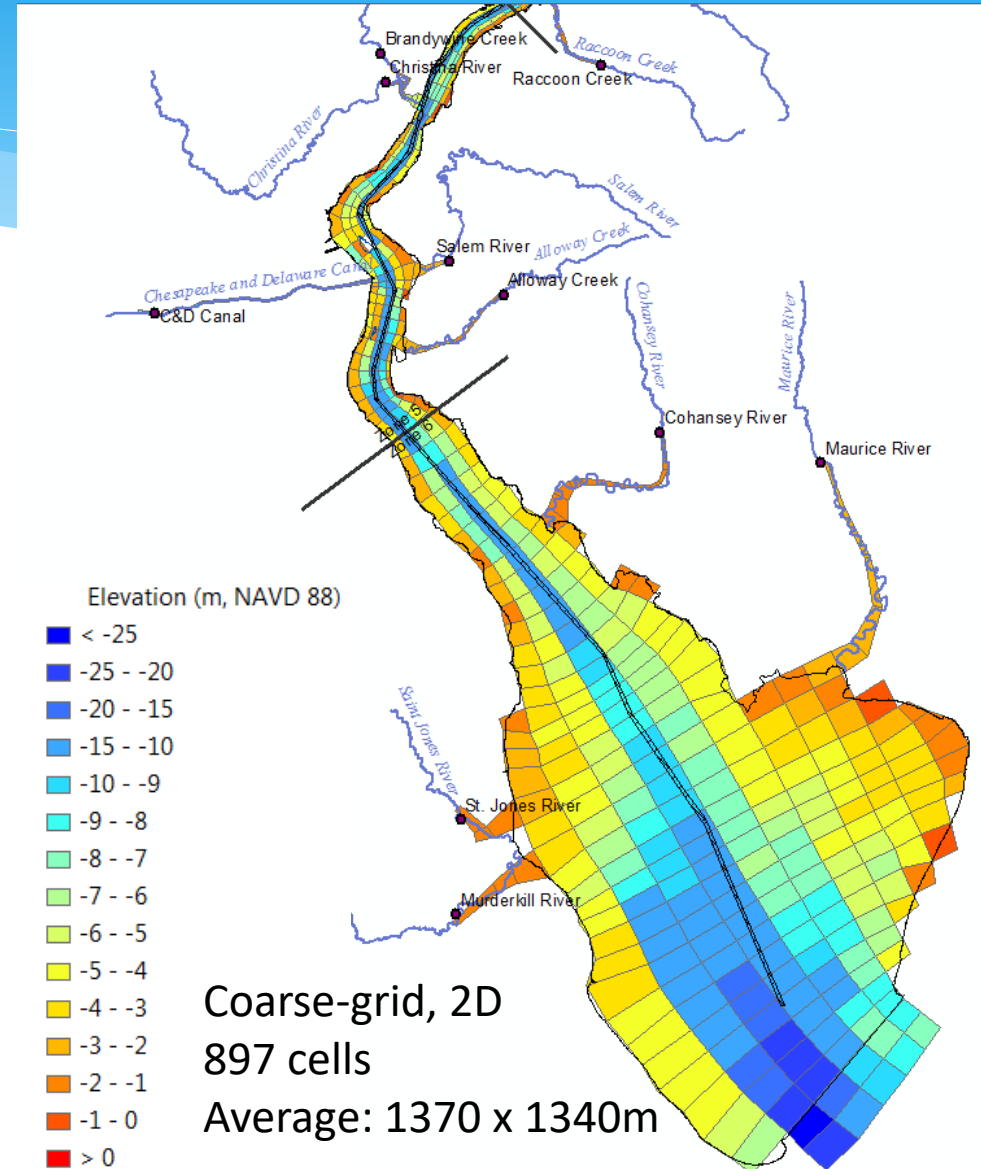 Brandywine Creek
Christina River
Raccoon Creek
Raccoon Creek
Christina River
Salem River
Alloway Creek
Salem River
Chesapeake and Delaware Canal
C&D Canal
Alloway Creek
Cohansey River
Maurice River
Zone 5
Zone 6
Cohansey River
Maurice River
Elevation (m, NAVD 88)
< -25
-25 - -20
-20 - -15
-15 - -10
-10 - -9
-9 - -8
-8 - -7
-7 - -6
-6 - -5
-5 - -4
-4 - -3
-3 - -2
-2 - -1
-1 - 0
> 0
Saint Jones River
St. Jones River
Murderkill River
Coarse-grid, 2D
897 cells
Average: 1370 x 1340m